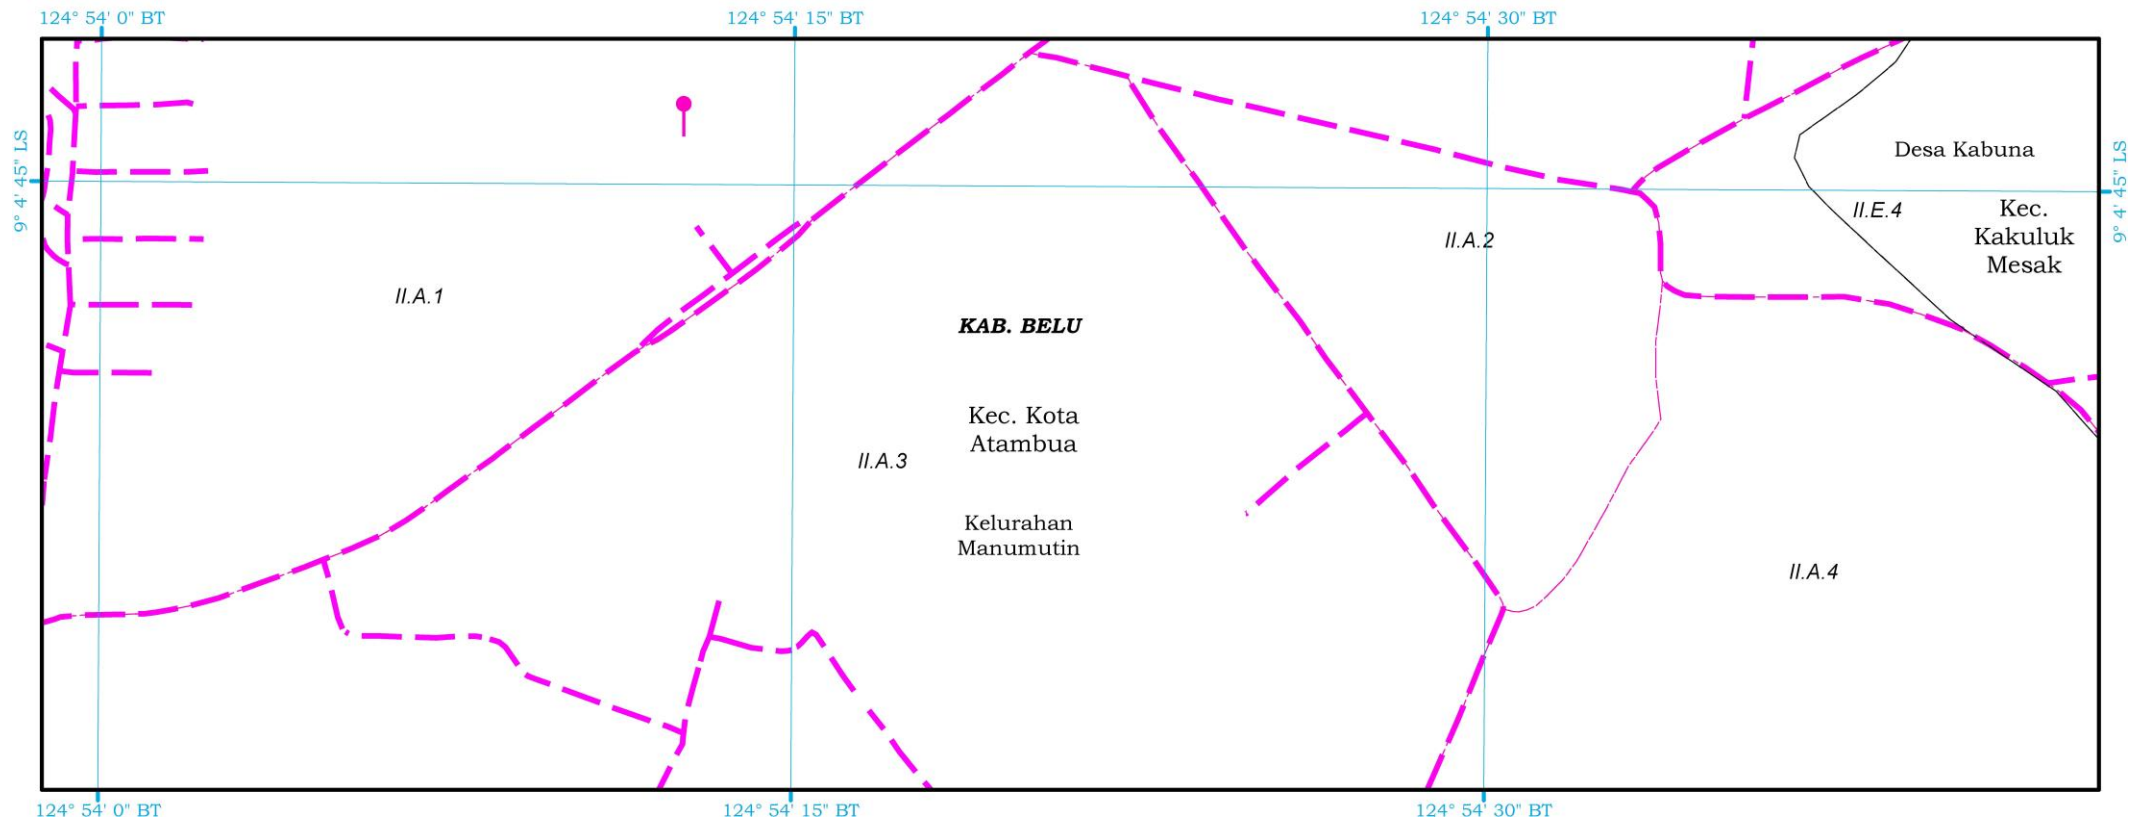 124° 54' 0" BT
124° 54' 15" BT
124° 54' 30" BT
9° 4' 45" LS
9° 4' 45" LS
Desa Kabuna
II.E.4
Kec.
Kakuluk
Mesak
II.A.2
II.A.1
KAB. BELU
Kec. Kota
Atambua
II.A.3
Kelurahan
Manumutin
II.A.4
124° 54' 0" BT
124° 54' 15" BT
124° 54' 30" BT